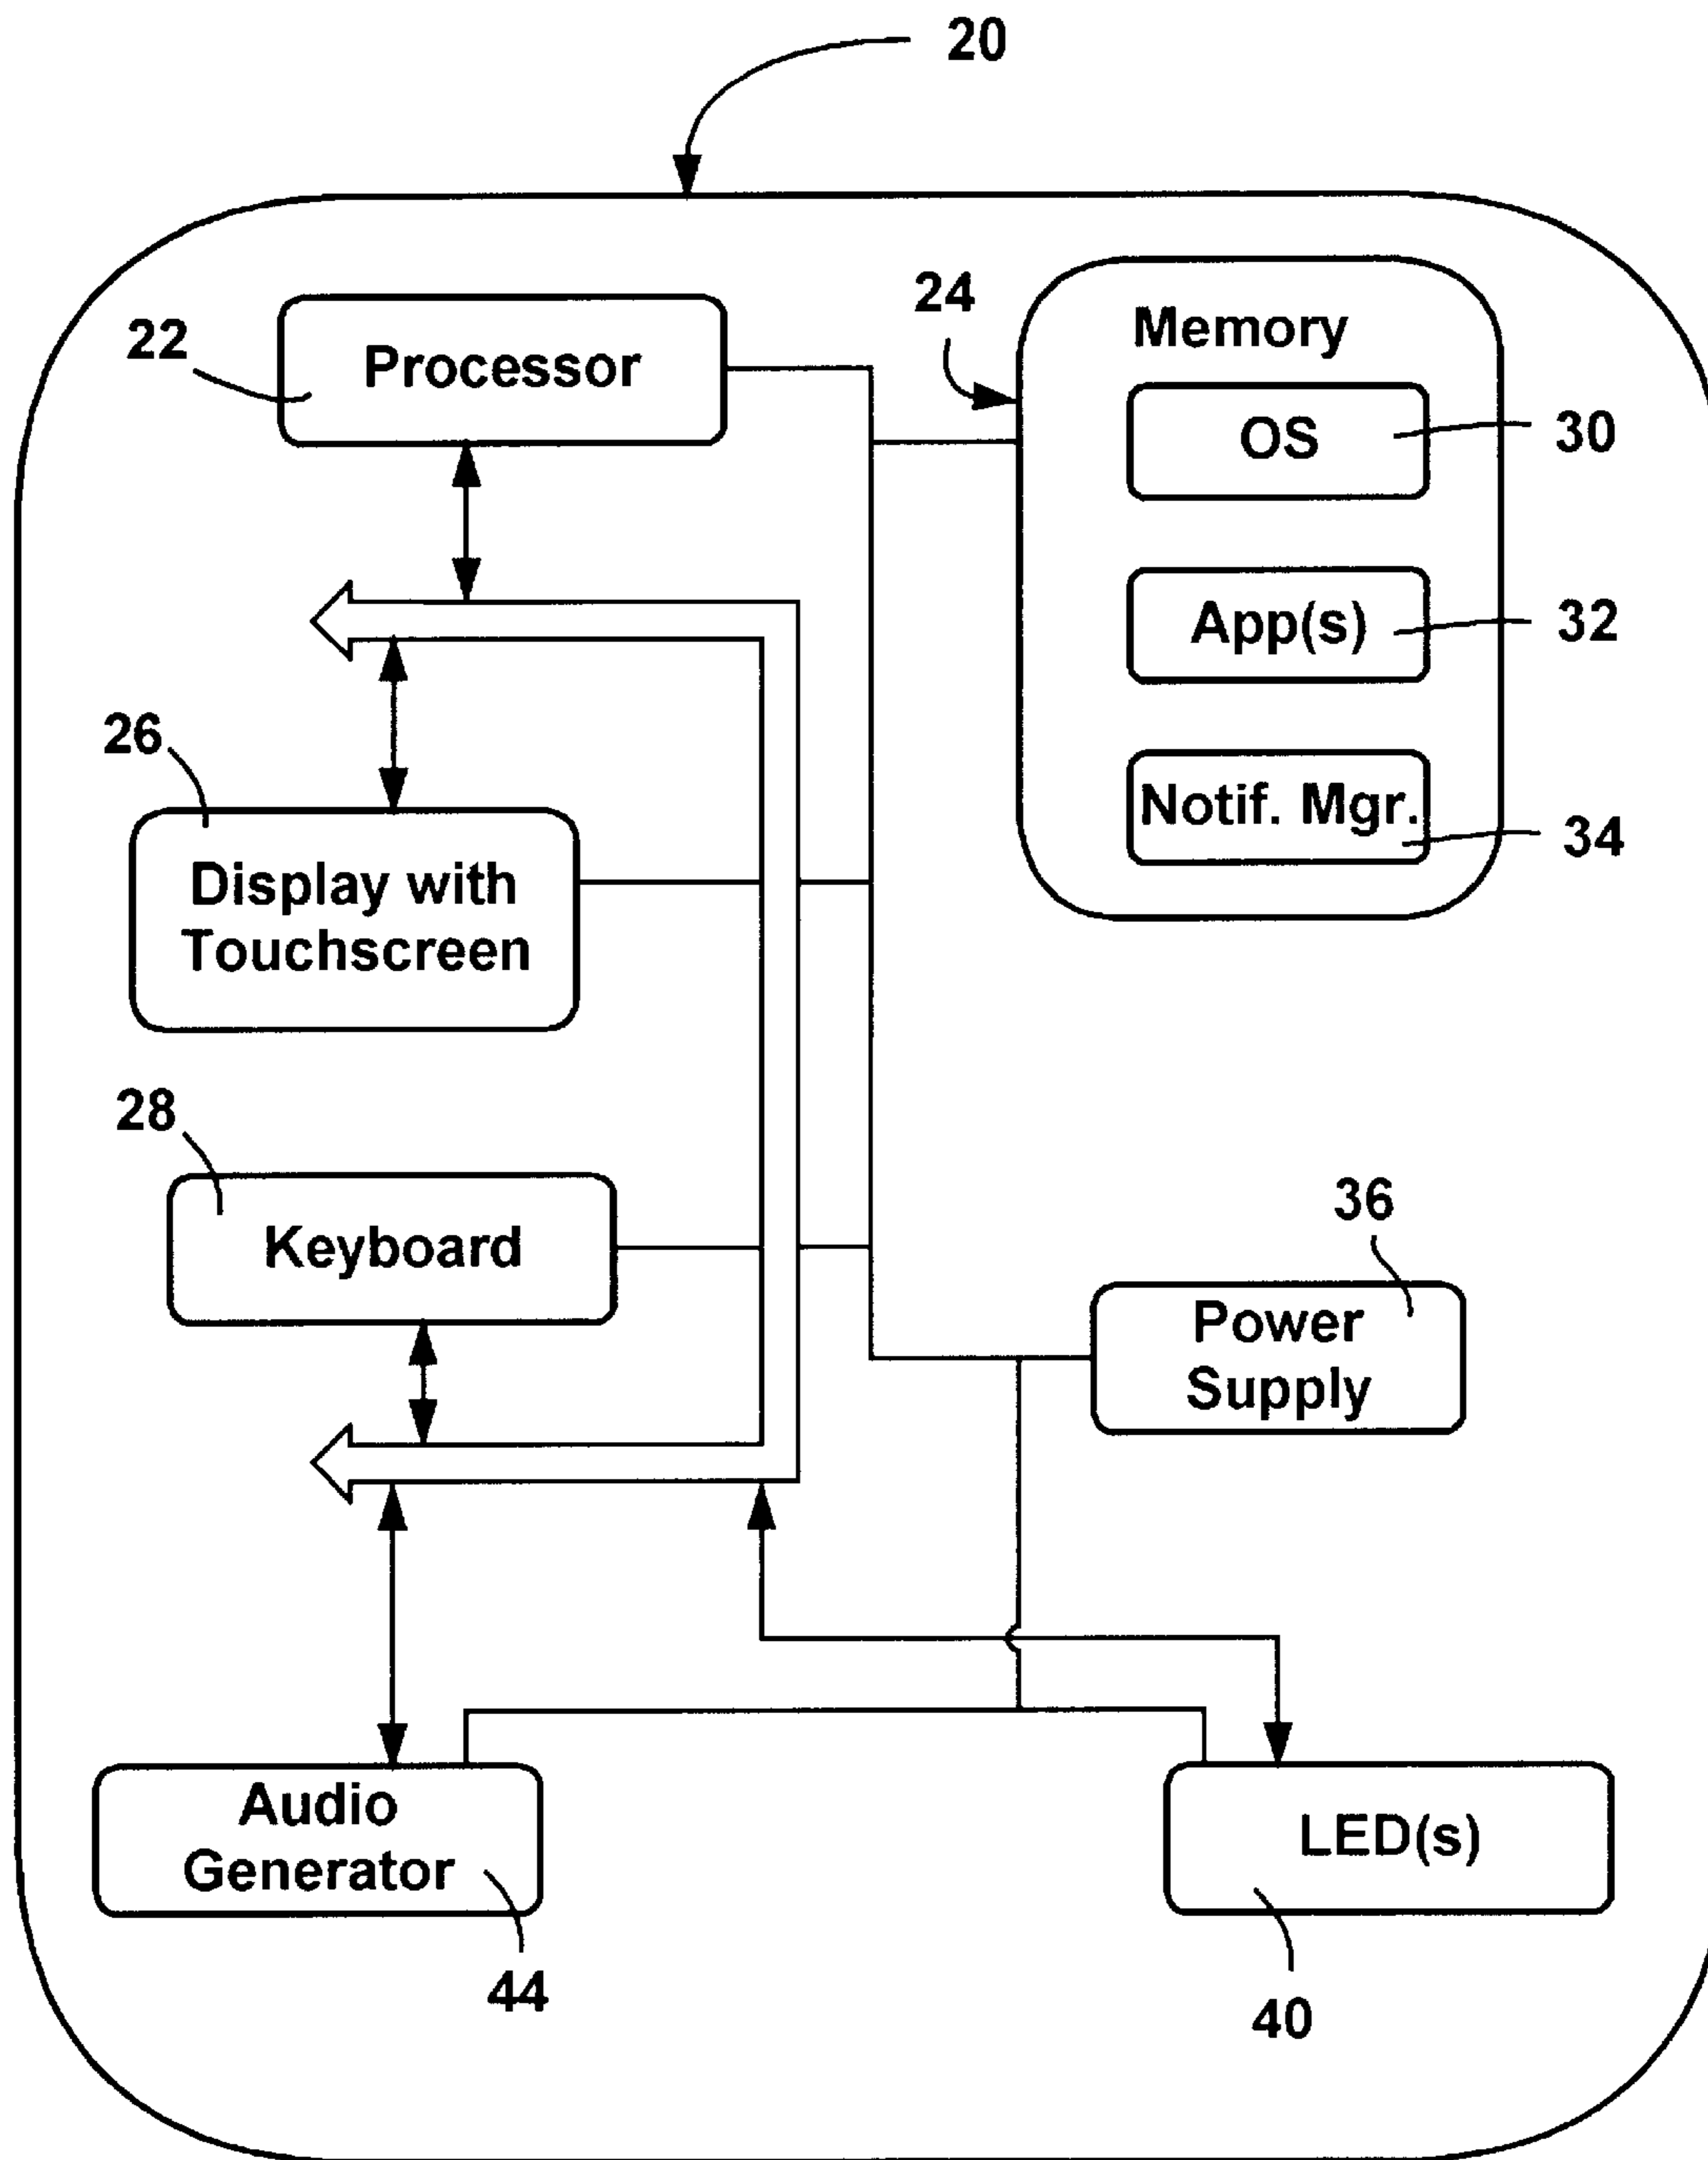 20
24
Memory
22
Processor
OS
30
App(s)
32
26
Notif. Mgr.
34
Display with
Touchscreen
28
Keyboard
36
Power
Supply
Audio
Generator
LED(s)
44
40